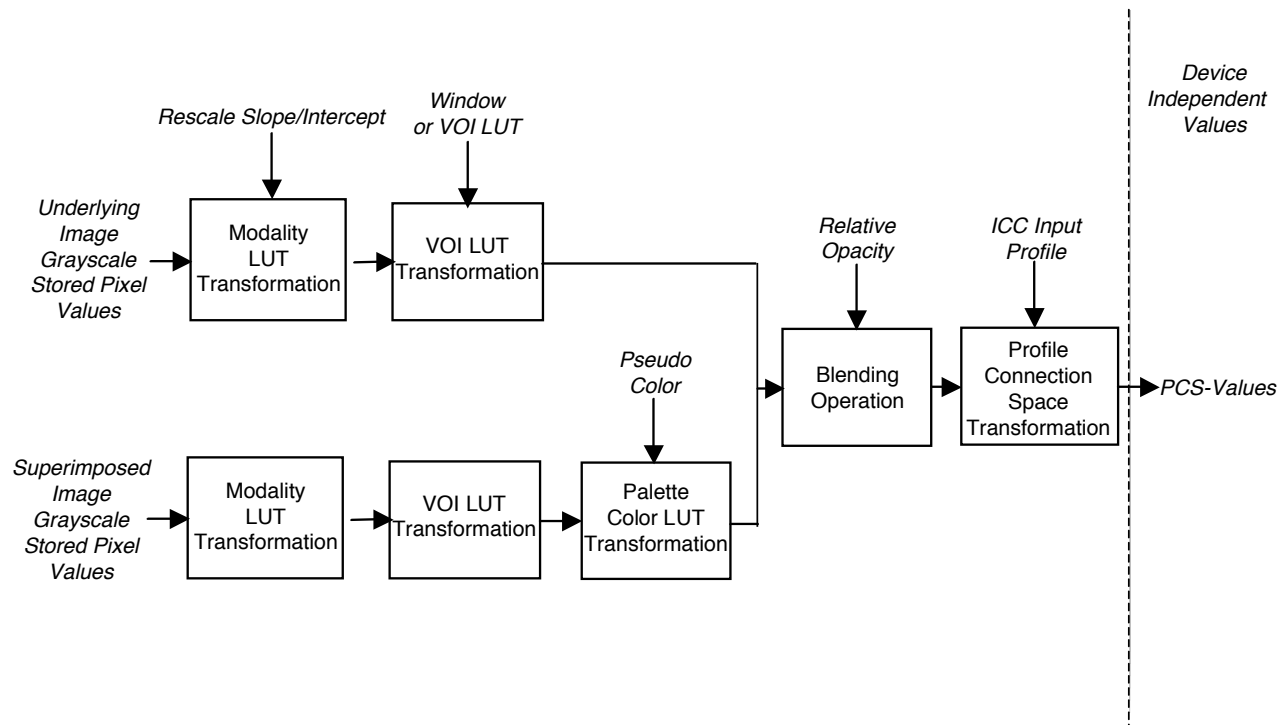 Device
Independent
Values
Window
or VOI LUT
Rescale Slope/Intercept
Underlying
Image
Grayscale
Stored Pixel
Values
Modality
LUT
Transformation
VOI LUT
Transformation
Relative
Opacity
ICC Input
Profile
Pseudo
Color
Blending
Operation
Profile
Connection
Space
Transformation
PCS-Values
Superimposed
Image
Grayscale
Stored Pixel
Values
Modality
LUT
Transformation
VOI LUT
Transformation
Palette
Color LUT
Transformation